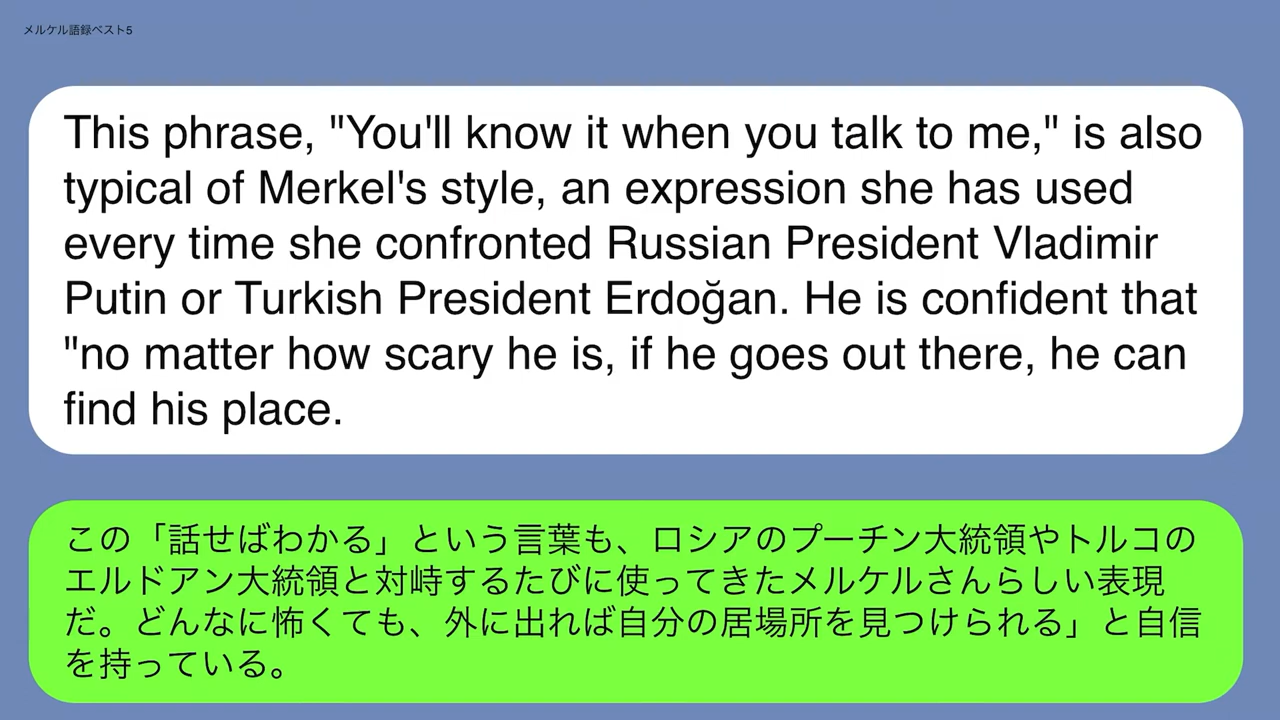 メルケル語録ベスト5
This phrase, "You'll know it when you talk to me," is also
typical of Merkel's style, an expression she has used
every time she confronted Russian President Vladimir
Putin or Turkish President Erdoğan. He is confident that
"no matter how scary he is, if he goes out there, he can
find his place.
この「話せばわかる」という言葉も、ロシアのプーチン大統領やトルコの
エルドアン大統領と対峙するたびに使ってきたメルケルさんらしい表現
だ。どんなに怖くても、外に出れば自分の居場所を見つけられる」と自信
を持っている。